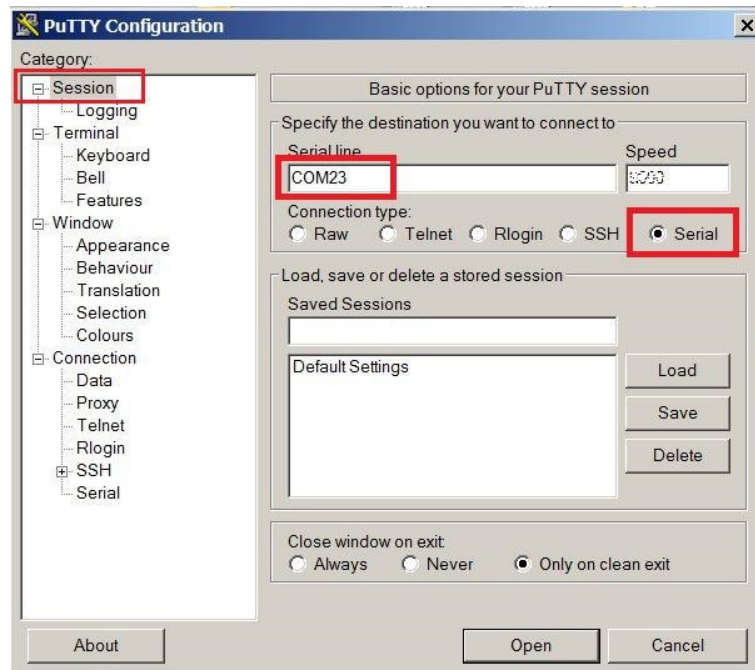 PuTTY Configuration
Category:
Session
Logging
Terminal
Keyboard
Bell
Features
Window
Appearance
Behaviour
Translation
Selection
Colours
Connection
Data
Proxy
Telnet
Rlogin
SSH
Serial
Basic options for your PuTTY session
Specify the destination you want to connect to
Serial line Speed
COM23
Connection type:
Raw Telnet Rlogin SSH Serial
Load, save or delete a stored session
Saved Sessions
Default Settings
Load
Save
Delete
Close window on exit:
Always Never Only on clean exit
About Open Cancel